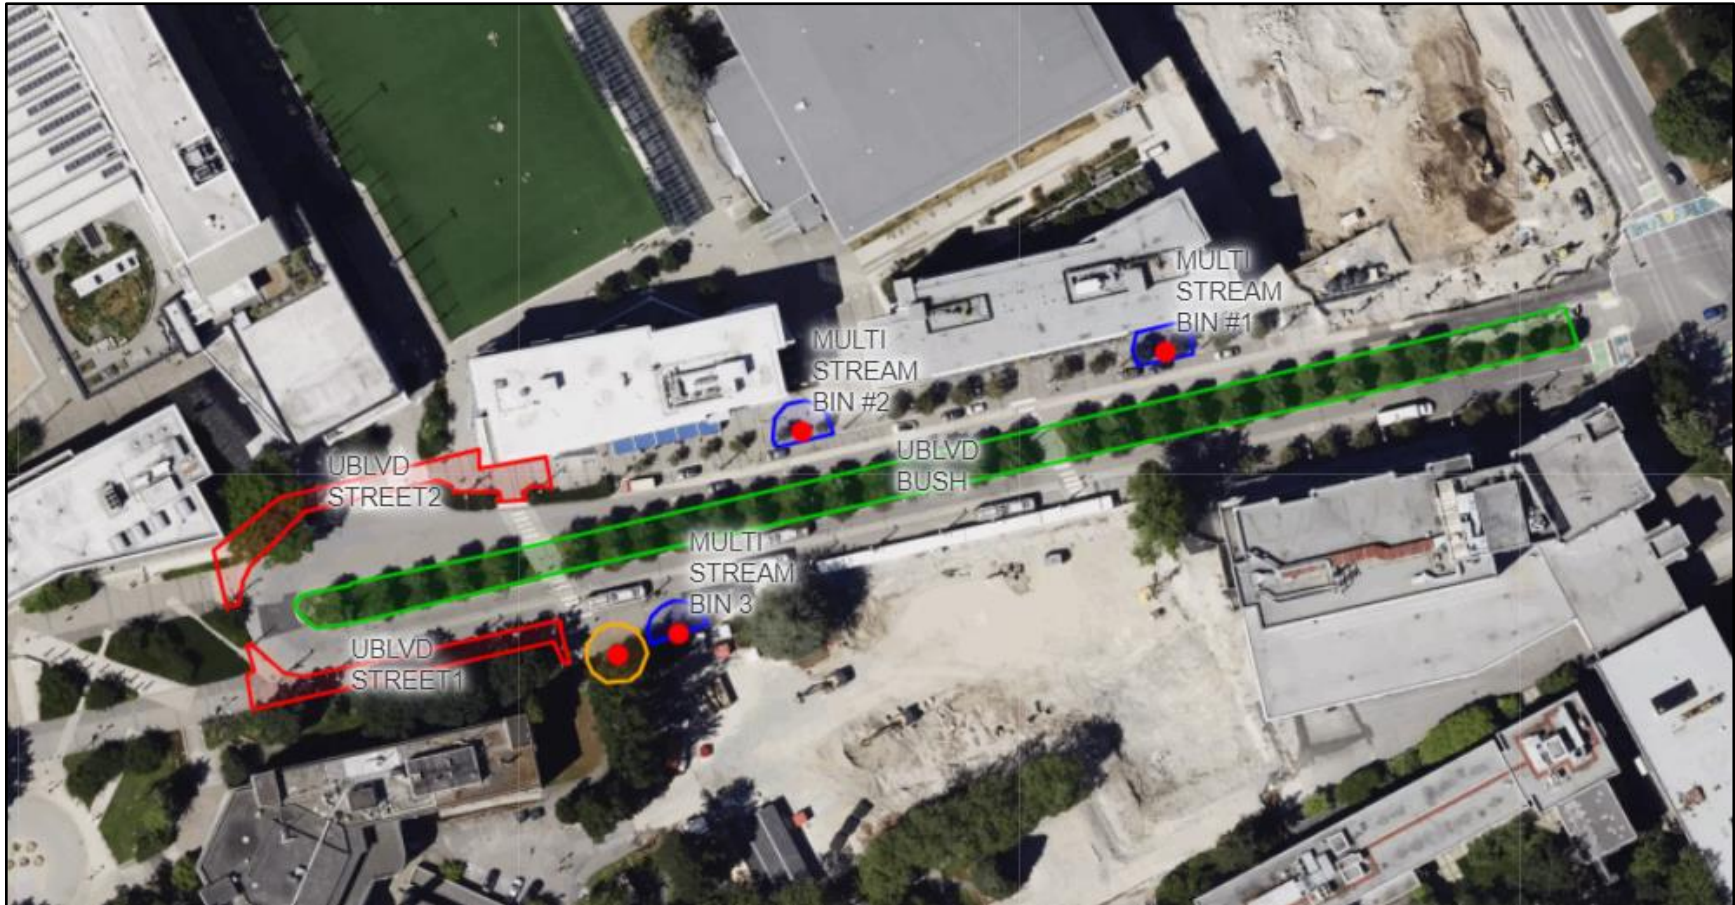 MULTI
STREAM
BIN #1
MULTI
STREAM
BIN #2
UBLVD
BUSH
UBLVD
STREET2
MULTI
STREAM
BIN 3
UBLVD
STREET1